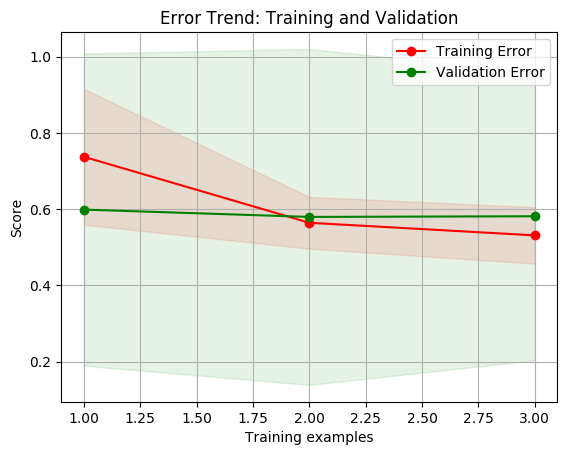 Error Trend: Training and Validation
Training Error
Validation Error
1.0
0.8
0.6
0.4
0.2
Score
1.00 1.25 1.50 1.75 2.00 2.25 2.50 2.75 3.00
Training examples